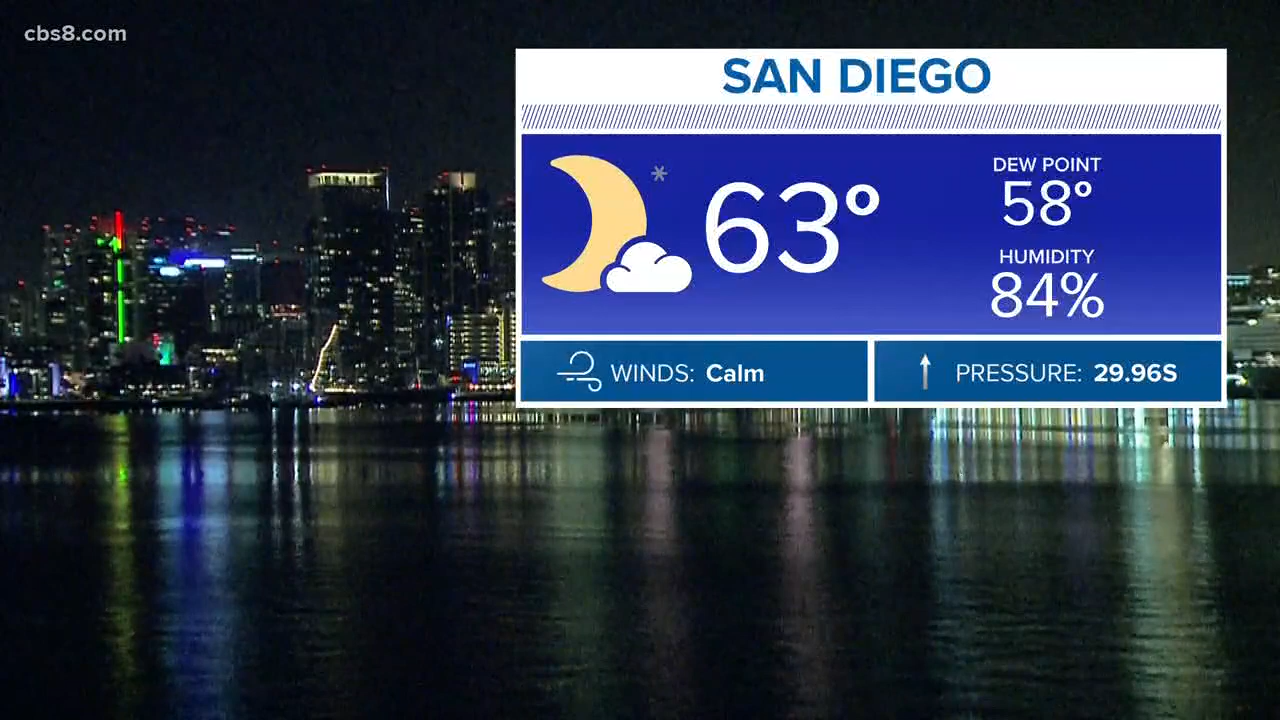 cbs8.com
SAN DIEGO
63°
DEW POINT
58°
HUMIDITY
84%
WINDS: Calm
PRESSURE: 29.96S